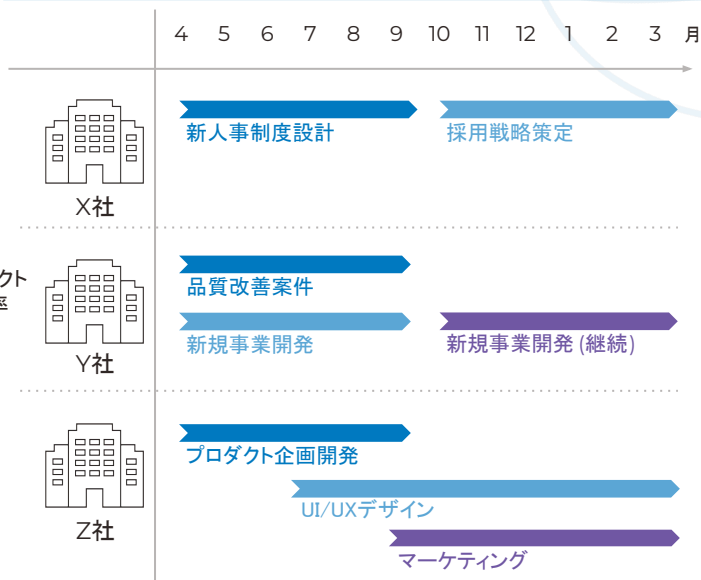 4 5 6 7 8 9 10 11 12 1 2 3 月
新人事制度設計 採用戦略策定
X社
品質改善案件
クト
率
新規事業開発 新規事業開発 (継続)
Y社
プロダクト企画開発
UI/UXデザイン
Z社
マーケティング